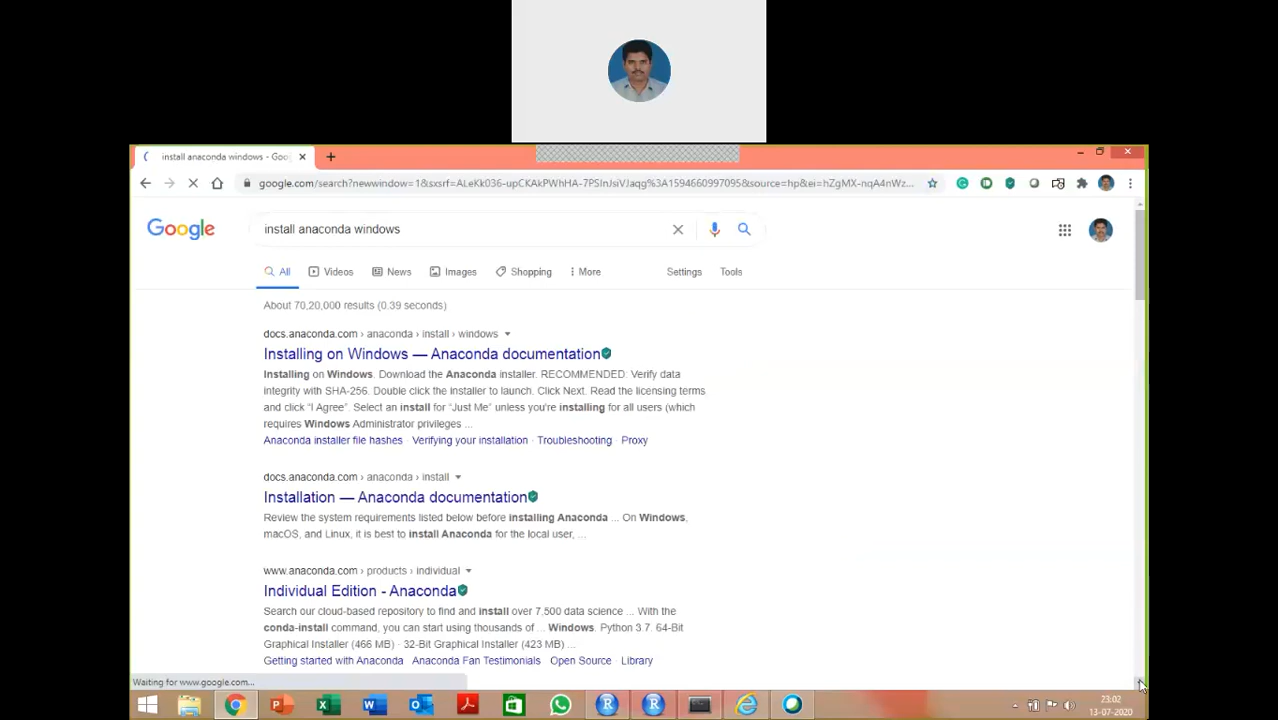 install anaconda windows - Goo
google.com/search?newwindow=1&sxsrf=ALeKk036-upCKAkPWhHA-7PSInJsiVJaqg%3A1594660997095&source=hp&ei=hZgMX-nqA4nWz...
Google
install anaconda windows
All Videos News Images Shopping More Settings Tools
About 70,20,000 results (0.39 seconds)
docs.anaconda.com › anaconda › install › windows
Installing on Windows — Anaconda documentation
Installing on Windows. Download the Anaconda installer. RECOMMENDED: Verify data
integrity with SHA-256. Double click the installer to launch. Click Next. Read the licensing terms
and click “I Agree”. Select an install for “Just Me” unless you're installing for all users (which
requires Windows Administrator privileges ...
Anaconda installer file hashes · Verifying your installation · Troubleshooting · Proxy
docs.anaconda.com › anaconda › install
Installation — Anaconda documentation
Review the system requirements listed below before installing Anaconda ... On Windows,
macOS, and Linux, it is best to install Anaconda for the local user, ...
www.anaconda.com › products › individual
Individual Edition - Anaconda
Search our cloud-based repository to find and install over 7,500 data science ... With the
conda-install command, you can start using thousands of ... Windows. Python 3.7. 64-Bit
Graphical Installer (466 MB) · 32-Bit Graphical Installer (423 MB) ...
Getting started with Anaconda · Anaconda Fan Testimonials · Open Source · Library
Waiting for www.google.com...
23:02
13-07-2020